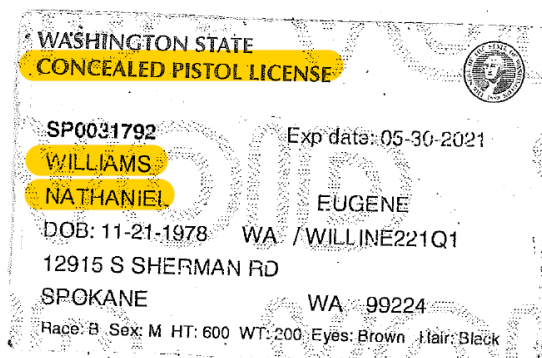 WASHINGTON STATE
CONCEALED PISTOL LICENSE
SP0031792 Exp date: 05-30-2021
WILLIAMS
NATHANIEL EUGENE
DOB: 11-21-1978 WA / WILLINE221Q1
12915 S SHERMAN RD
SPOKANE WA 99224
Race: B Sex: M HT: 600 WT: 200 Eyes: Brown Hair: Black
VOID